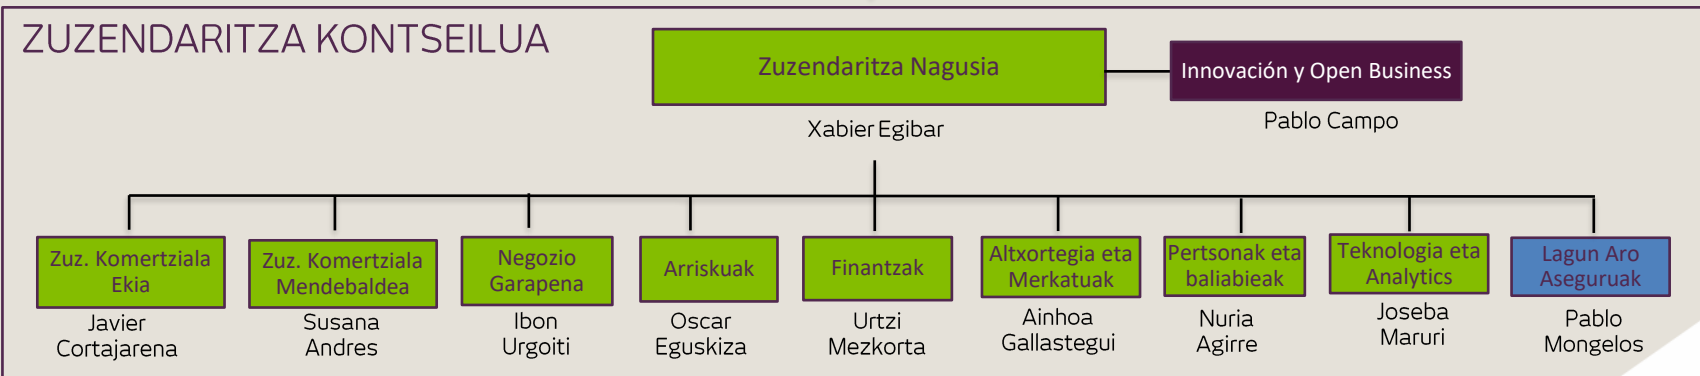 ZUZENDARITZA KONTSEILUA
Zuzendaritza Nagusia
Innovación y Open Business
Xabier Egibar
Pablo Campo
Zuz. Komertziala
Ekia
Javier
Cortajarena
Zuz. Komertziala
Mendebaldea
Susana
Andres
Negozio
Garapena
Ibon
Urgoiti
Arriskuak
Oscar
Eguskiza
Finantzak
Urtzi
Mezkorta
Altxortegia eta
Merkatuak
Ainhoa
Gallastegui
Pertsonak eta
baliabieak
Nuria
Agirre
Teknologia eta
Analytics
Joseba
Maruri
Lagun Aro
Aseguruak
Pablo
Mongelos